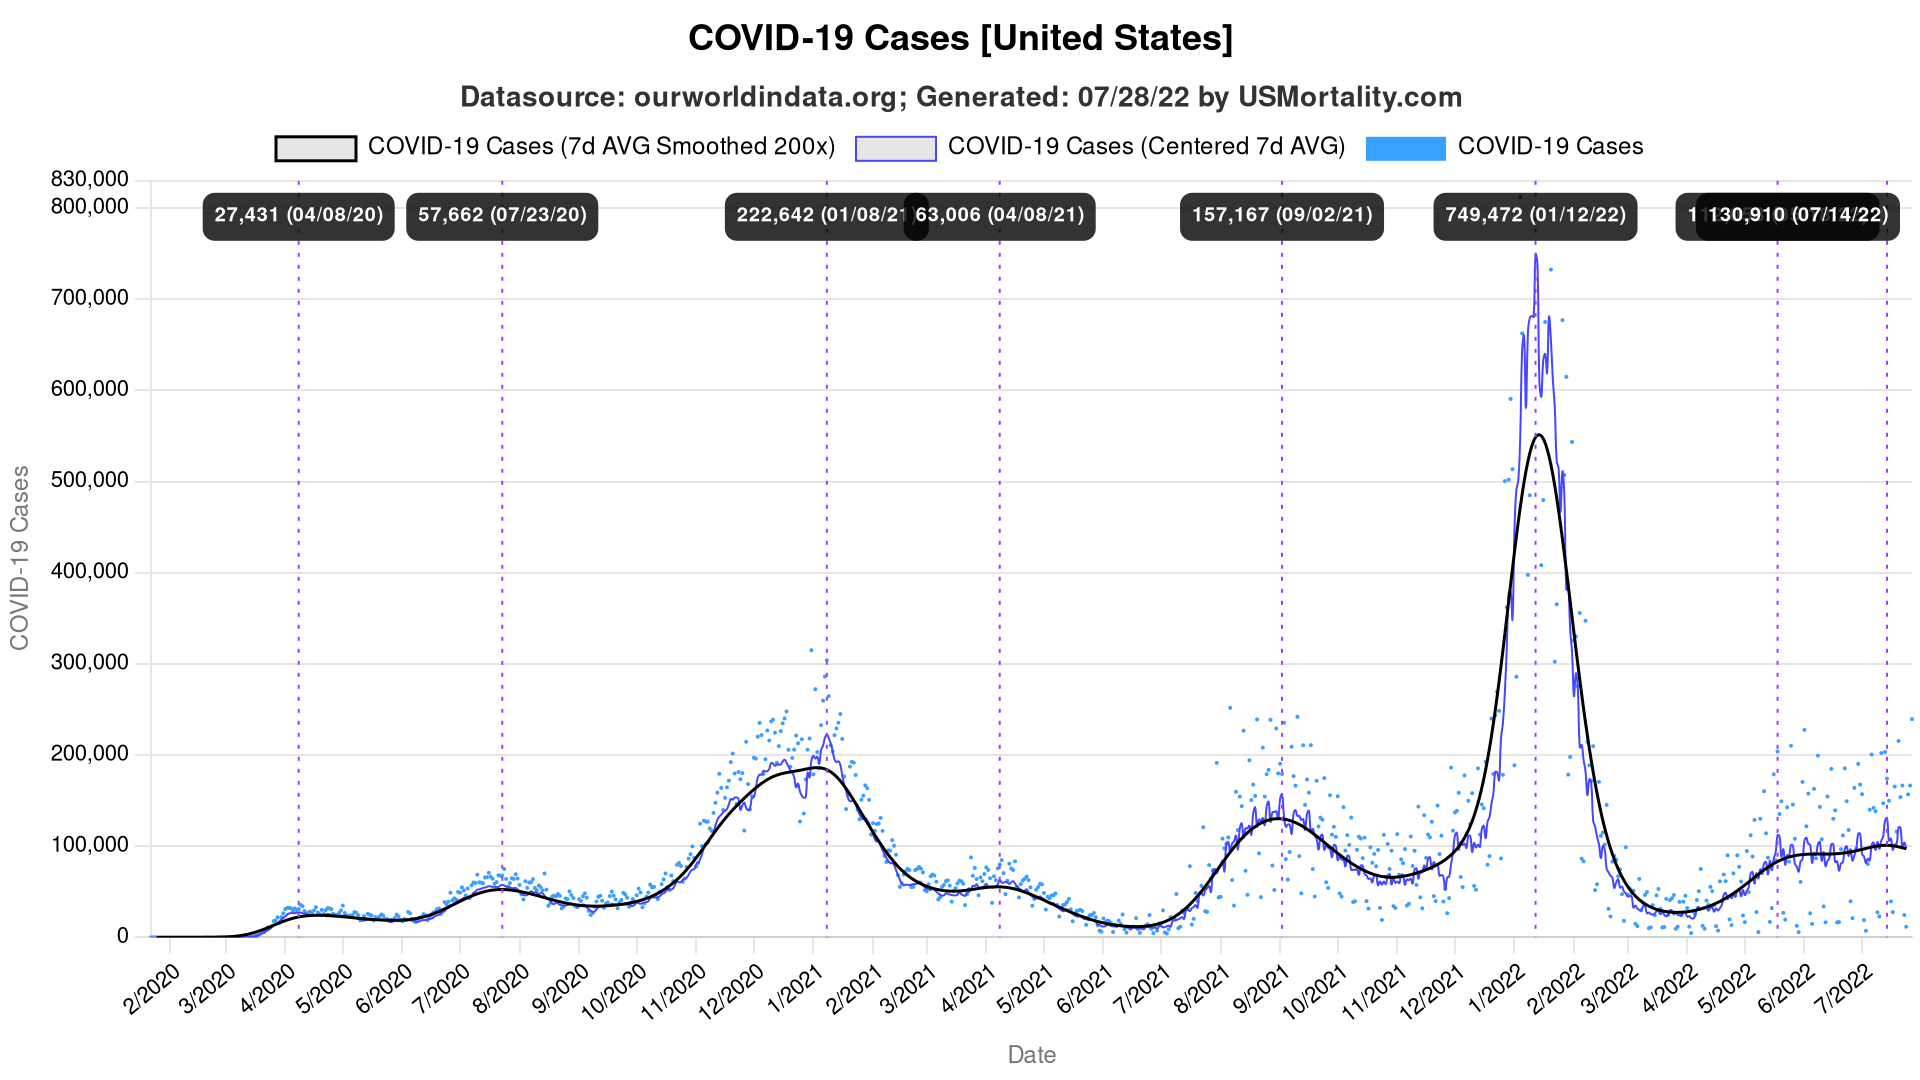 COVID-19 Cases [United States]
Datasource: ourworldindata.org; Generated: 07/28/22 by USMortality.com
COVID-19 Cases (7d AVG Smoothed 200x) COVID-19 Cases (Centered 7d AVG) COVID-19 Cases
830,000
800,000
27,431 (04/08/20) 57,662 (07/23/20) 222,642 (01/08/21 63,006 (04/08/21) 157,167 (09/02/21) 749,472 (01/12/22) 130,910 (07/14/22)
700,000
600,000
500,000
400,000
300,000
200,000
100,000
0
COVID-19 Cases
2/2020 3/2020 4/2020 5/2020 6/2020 7/2020 8/2020 9/2020 10/2020 11/2020 12/2020 1/2021 2/2021 3/2021 4/2021 5/2021 6/2021 7/2021 8/2021 9/2021 10/2021 11/2021 12/2021 1/2022 2/2022 3/2022 4/2022 5/2022 6/2022 7/2022
Date